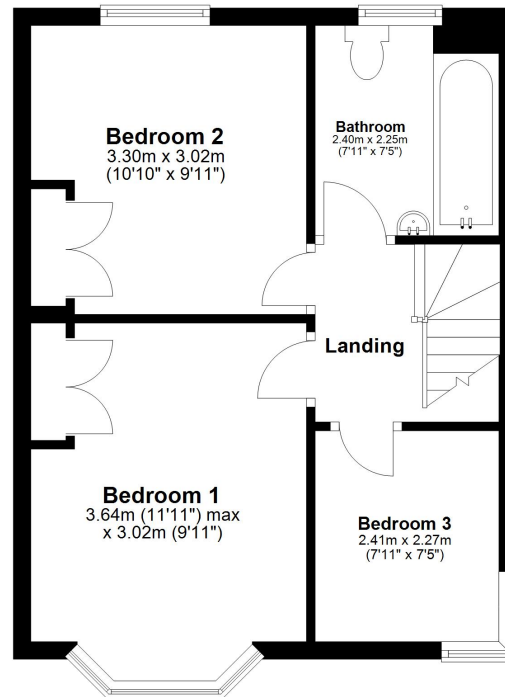 Bedroom 2
3.30m x 3.02m
(10'10" x 9'11")
Bathroom
2.40m x 2.25m
(7'11" x 7'5")
Landing
Bedroom 1
3.64m (11'11") max
x 3.02m (9'11")
Bedroom 3
2.41m x 2.27m
(7'11" x 7'5")